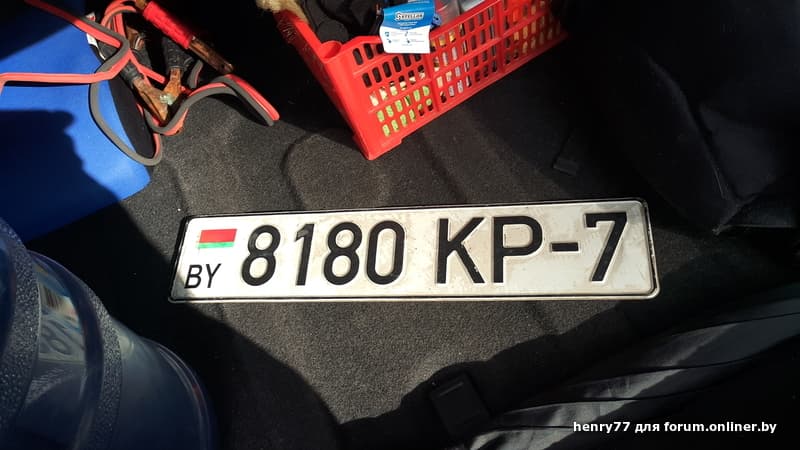 BY 8180 KP-7
henry77 для forum.onliner.by